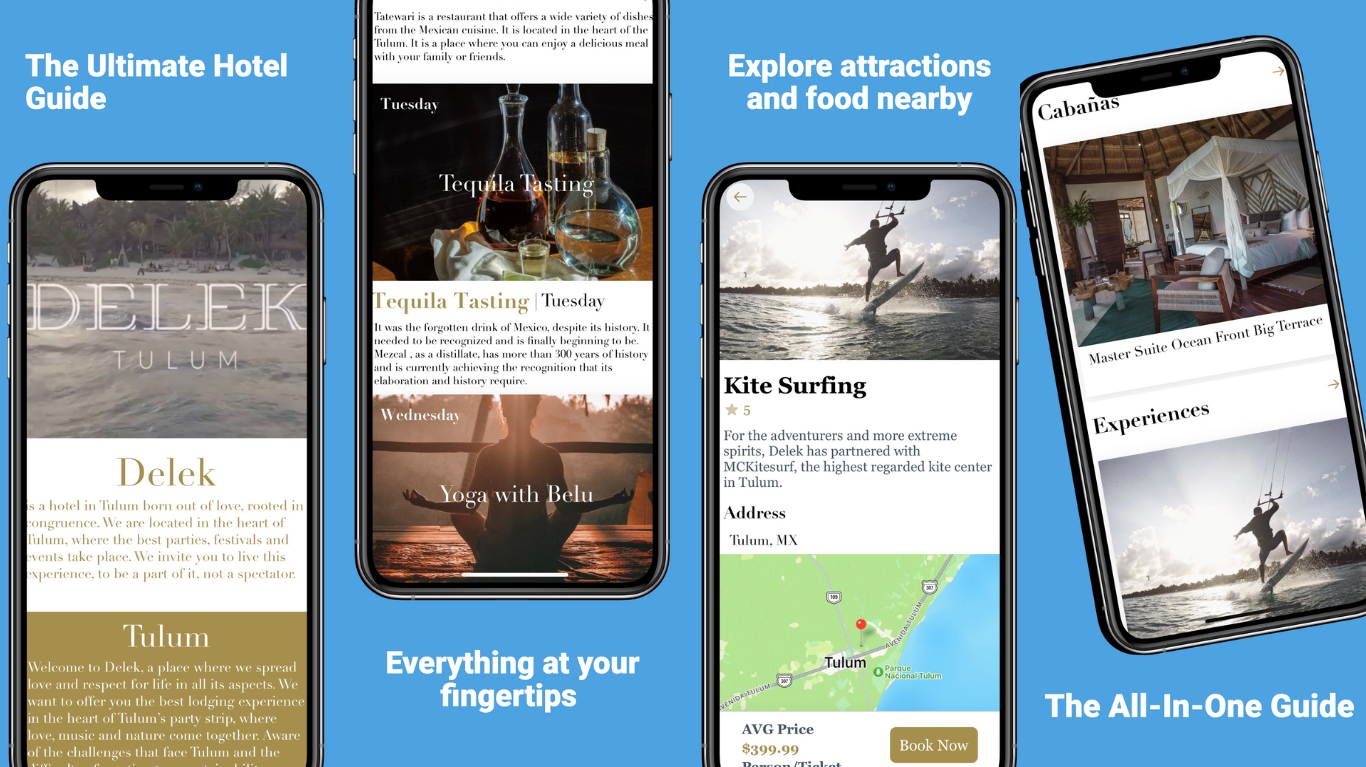 The Ultimate Hotel
Guide
DELEK
TULUM
Delek
is a hotel in Tulum born out of love, rooted in
congruence. We are located in the heart of
Tulum, where the best parties, festivals and
events take place. We invite you to live this
experience, to be a part of it, not a spectator.
Tulum
Welcome to Delek, a place where we spread
love and respect for life in all its aspects. We
want to offer you the best lodging experience
in the heart of Tulum's party strip, where
love, music and nature come together. Aware
of the challenges that face Tulum and the
Tatewari is a restaurant that offers a wide variety of dishes
from the Mexican cuisine. It is located in the heart of the
Tulum. It is a place where you can enjoy a delicious meal
with your family or friends.
Tuesday
Tequila Tasting
Tequila Tasting | Tuesday
It was the forgotten drink of Mexico, despite its history. It
needed to be recognized and is finally beginning to be.
Mezcal , as a distillate, has more than 300 years of history
and is currently achieving the recognition that its
elaboration and history require.
Wednesday
Yoga with Belu
Everything at your
fingertips
Explore attractions
and food nearby
Kite Surfing
5
For the adventurers and more extreme
spirits, Delek has partnered with
MCKitesurf, the highest regarded kite center
in Tulum.
Address
Tulum, MX
109
307
AVENIDA TULUM
Tulum
Parque
Nacional Tulum
307
VENIDA TULUM
AVG Price
$399.99
Person/Ticket
Book Now
Cabañas
Master Suite Ocean Front Big Terrace
Experiences
The All-In-One Guide